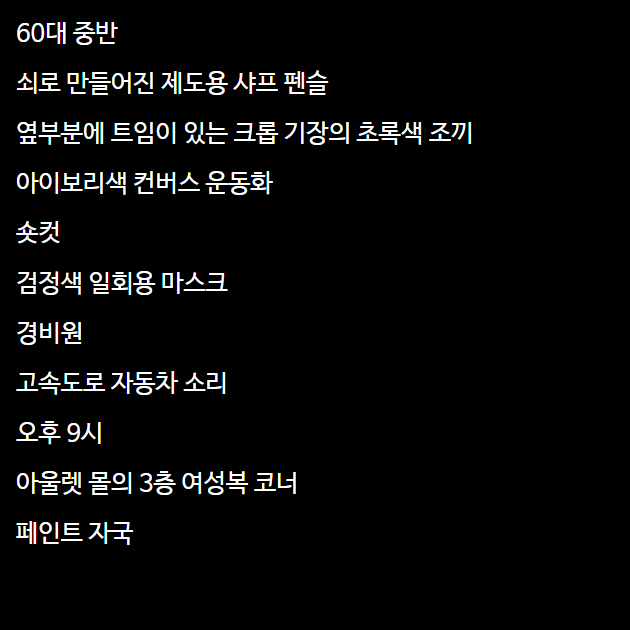 60대 중반
쇠로 만들어진 제도용 샤프 펜슬
옆부분에 트임이 있는 크롭 기장의 초록색 조끼
아이보리색 컨버스 운동화
숏컷
검정색 일회용 마스크
경비원
고속도로 자동차 소리
오후 9시
아울렛 몰의 3층 여성복 코너
페인트 자국